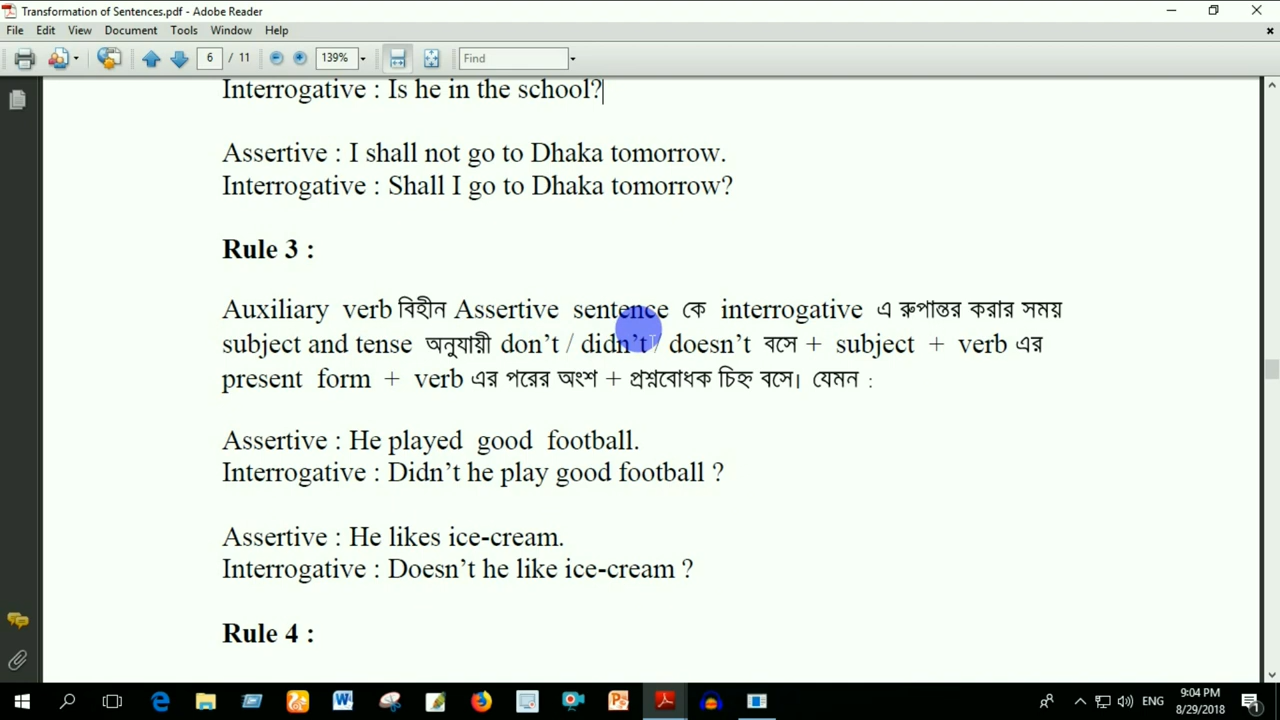 Transformation of Sentences.pdf - Adobe Reader
File Edit View Document Tools Window Help
6 / 11 139% Find
Interrogative : Is he in the school?
Assertive : I shall not go to Dhaka tomorrow.
Interrogative : Shall I go to Dhaka tomorrow?
Rule 3 :
Auxiliary verb বিহীন Assertive sentence কে interrogative এ রুপান্তর করার সময়
subject and tense অনুযায়ী don't / didn't / doesn't বসে + subject + verb এর
present form + verb এর পরের অংশ + প্রশ্নবোধক চিহ্ন বসে। যেমন :
Assertive : He played good football.
Interrogative : Didn't he play good football ?
Assertive : He likes ice-cream.
Interrogative : Doesn't he like ice-cream ?
Rule 4 :
ENG
9:04 PM
8/29/2018